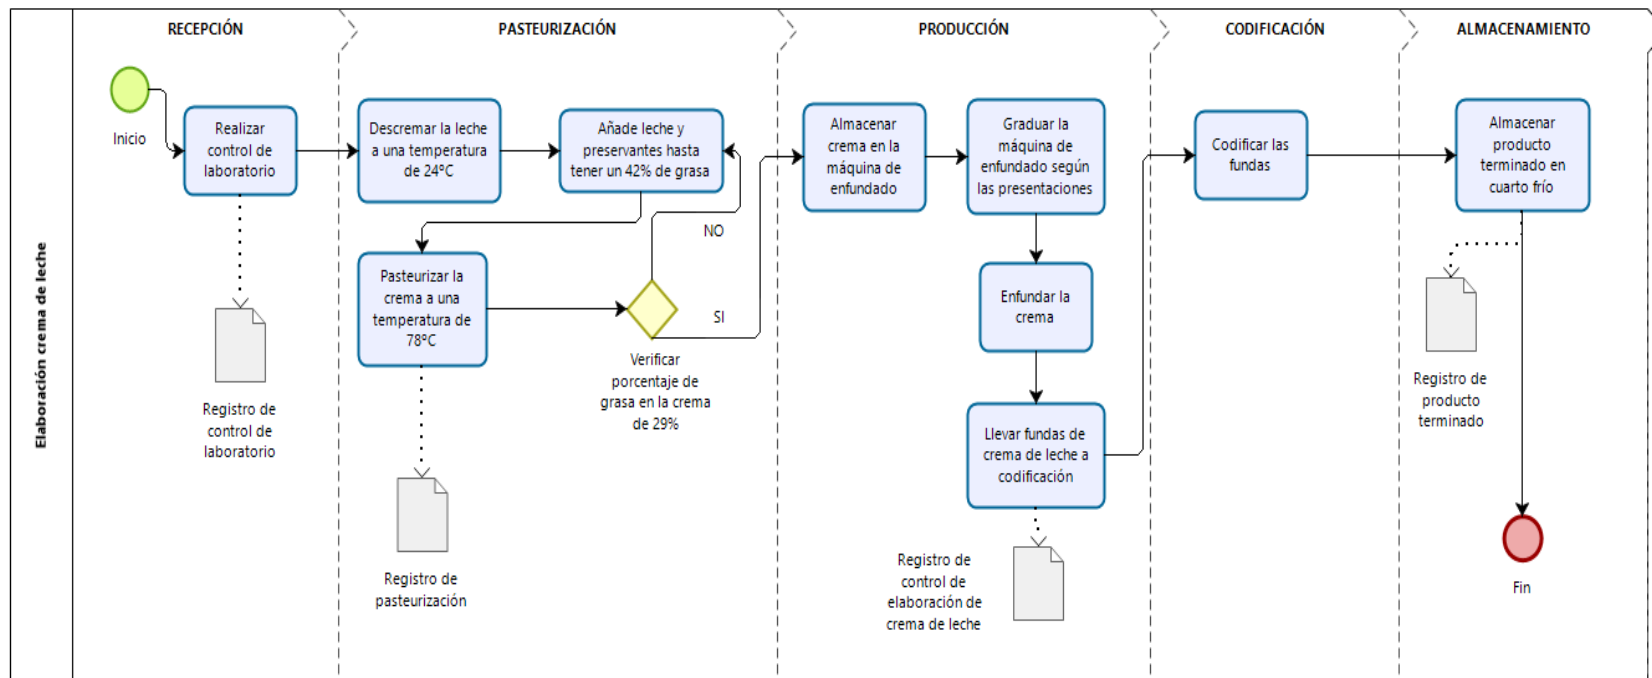 RECEPCIÓN
PASTEURIZACIÓN
PRODUCCIÓN
CODIFICACIÓN
ALMACENAMIENTO
Elaboración crema de leche
Inicio
Realizar
control de
laboratorio
Registro de
control de
laboratorio
Descremar la leche
a una temperatura
de 24ºC
Añade leche y
preservantes hasta
tener un 42% de grasa
Pasteurizar la
crema a una
temperatura de
78ºC
NO
SI
Verificar
porcentaje de
grasa en la crema
de 29%
Registro de
pasteurización
Almacenar
crema en la
máquina de
enfundado
Graduar la
máquina de
enfundado según
las presentaciones
Enfundar la
crema
Llevar fundas de
crema de leche a
codificación
Registro de
control de
elaboración de
crema de leche
Codificar las
fundas
Almacenar
producto
terminado en
cuarto frío
Registro de
producto
terminado
Fin